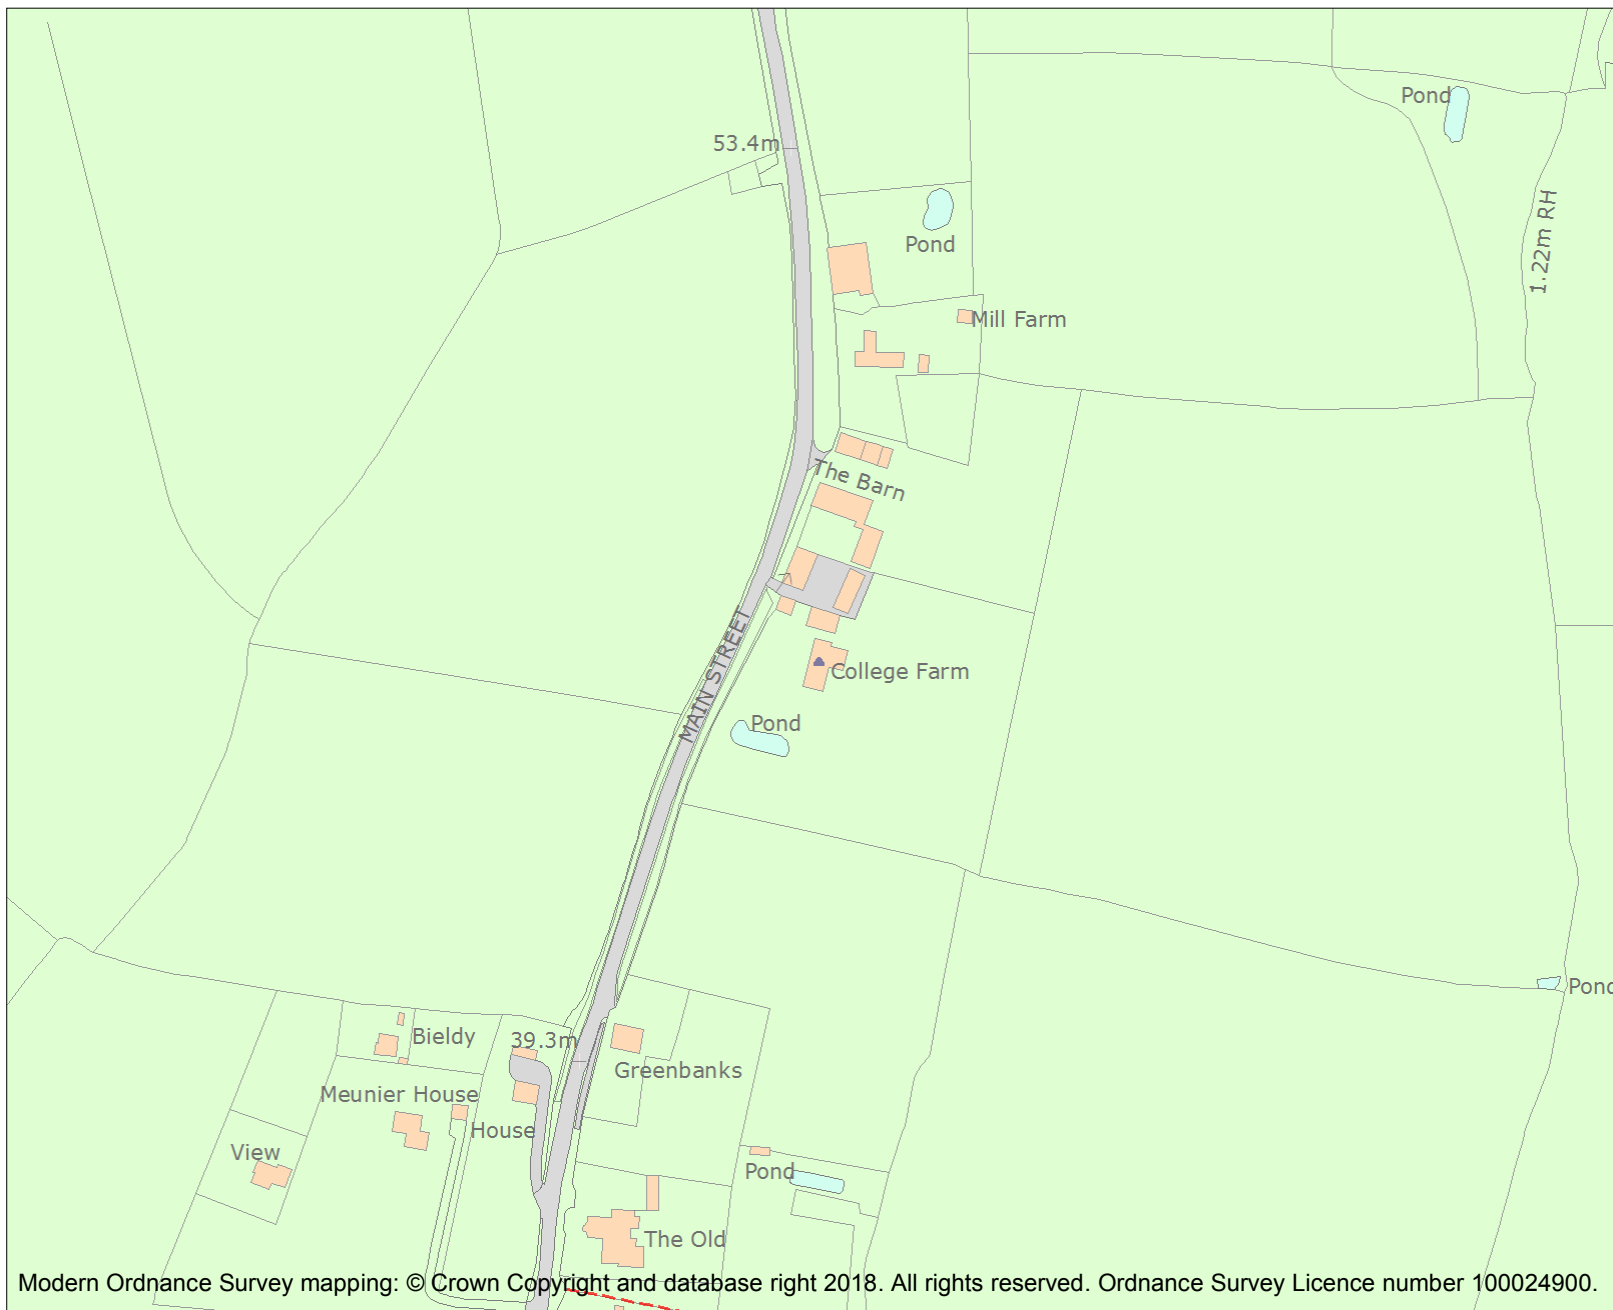 Pond
53.4m
1.22m RH
Pond
Mill Farm
The Barn
MAIN STREET
College Farm
Pond
Pond
Bieldy
39.3m
Greenbanks
Meunier House
House
View
Pond
The Old
Modern Ordnance Survey mapping: © Crown Copyright and database right 2018. All rights reserved. Ordnance Survey Licence number 100024900.